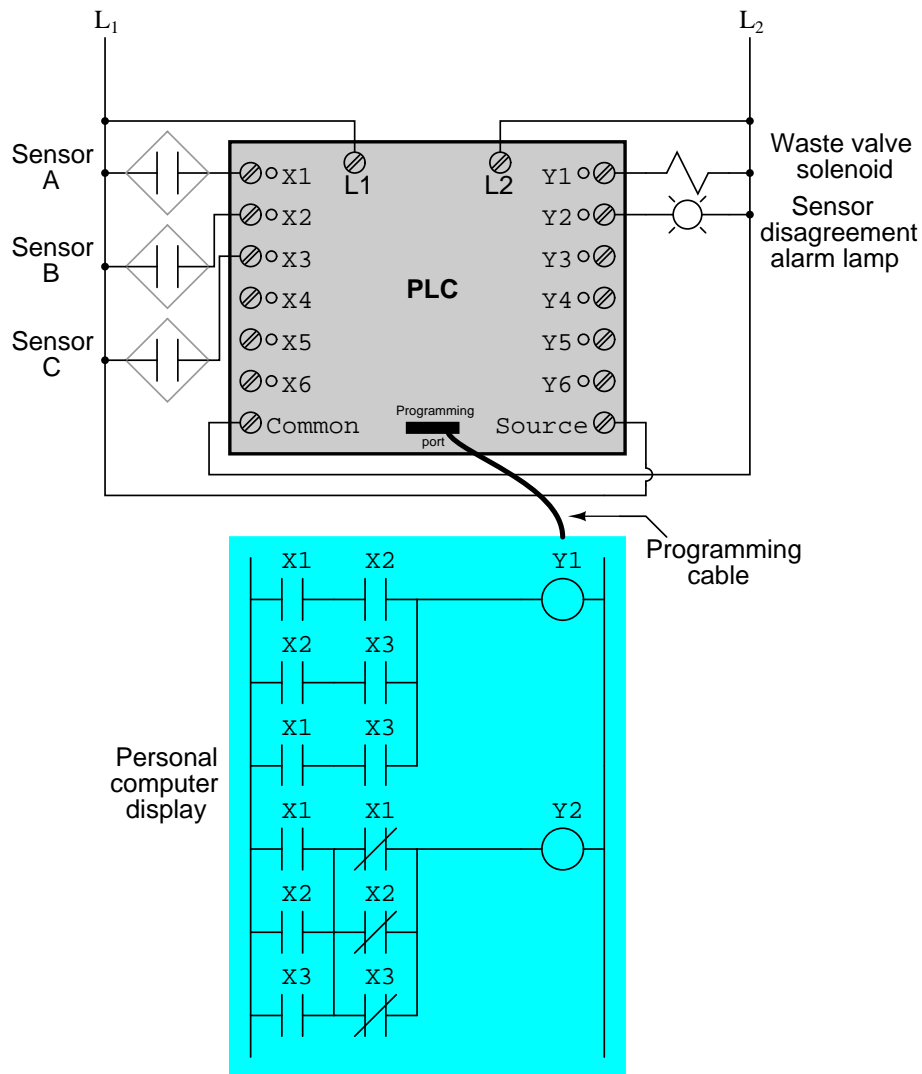 L1
L2
Sensor
A
Sensor
B
Sensor
C
X1
X2
X3
X4
X5
X6
Common
L1
L2
PLC
Programming
port
Y1
Y2
Y3
Y4
Y5
Y6
Source
Waste valve
solenoid
Sensor
disagreement
alarm lamp
Programming
cable
Personal
computer
display
X1 X2 Y1
X2 X3
X1 X3
X1 X1 Y2
X2 X2
X3 X3